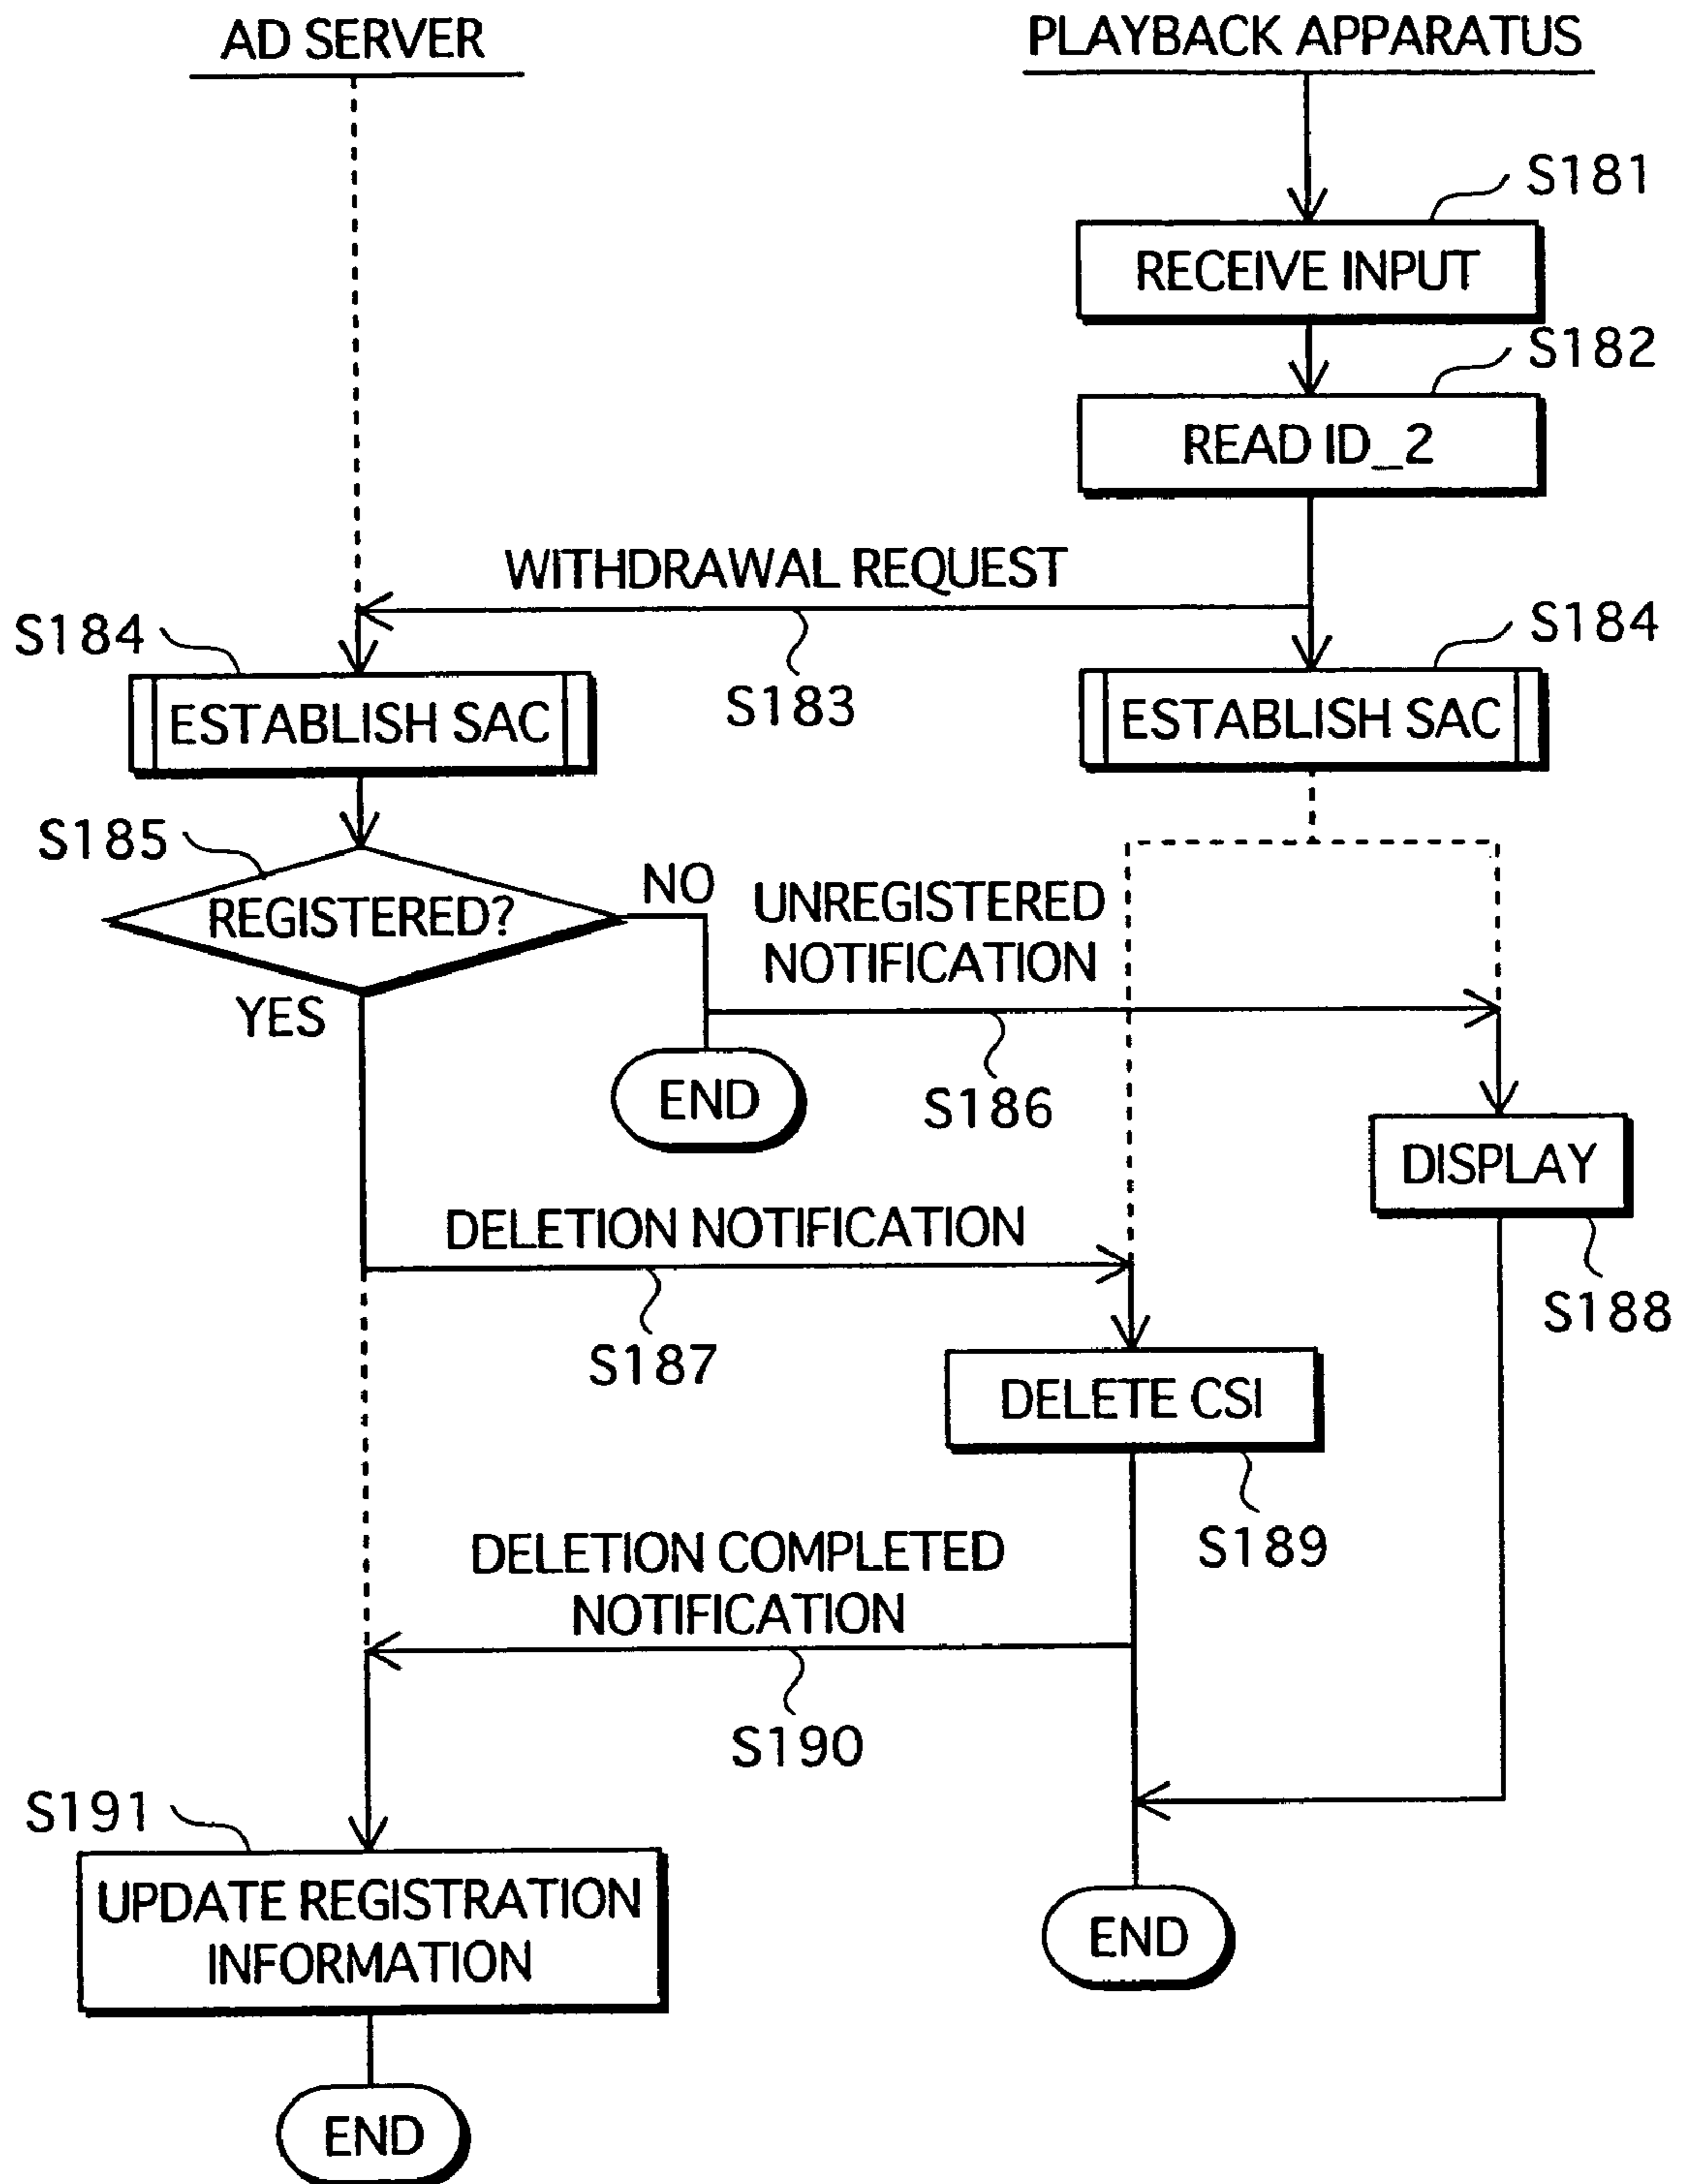 AD SERVER
PLAYBACK APPARATUS
S181
RECEIVE INPUT
S182
READ ID_2
WITHDRAWAL REQUEST
S183
S184
ESTABLISH SAC
S184
ESTABLISH SAC
S185
REGISTERED?
NO
YES
UNREGISTERED
NOTIFICATION
S186
END
DISPLAY
S188
DELETION NOTIFICATION
S187
DELETE CSI
S189
DELETION COMPLETED
NOTIFICATION
S190
S191
UPDATE REGISTRATION
INFORMATION
END
END